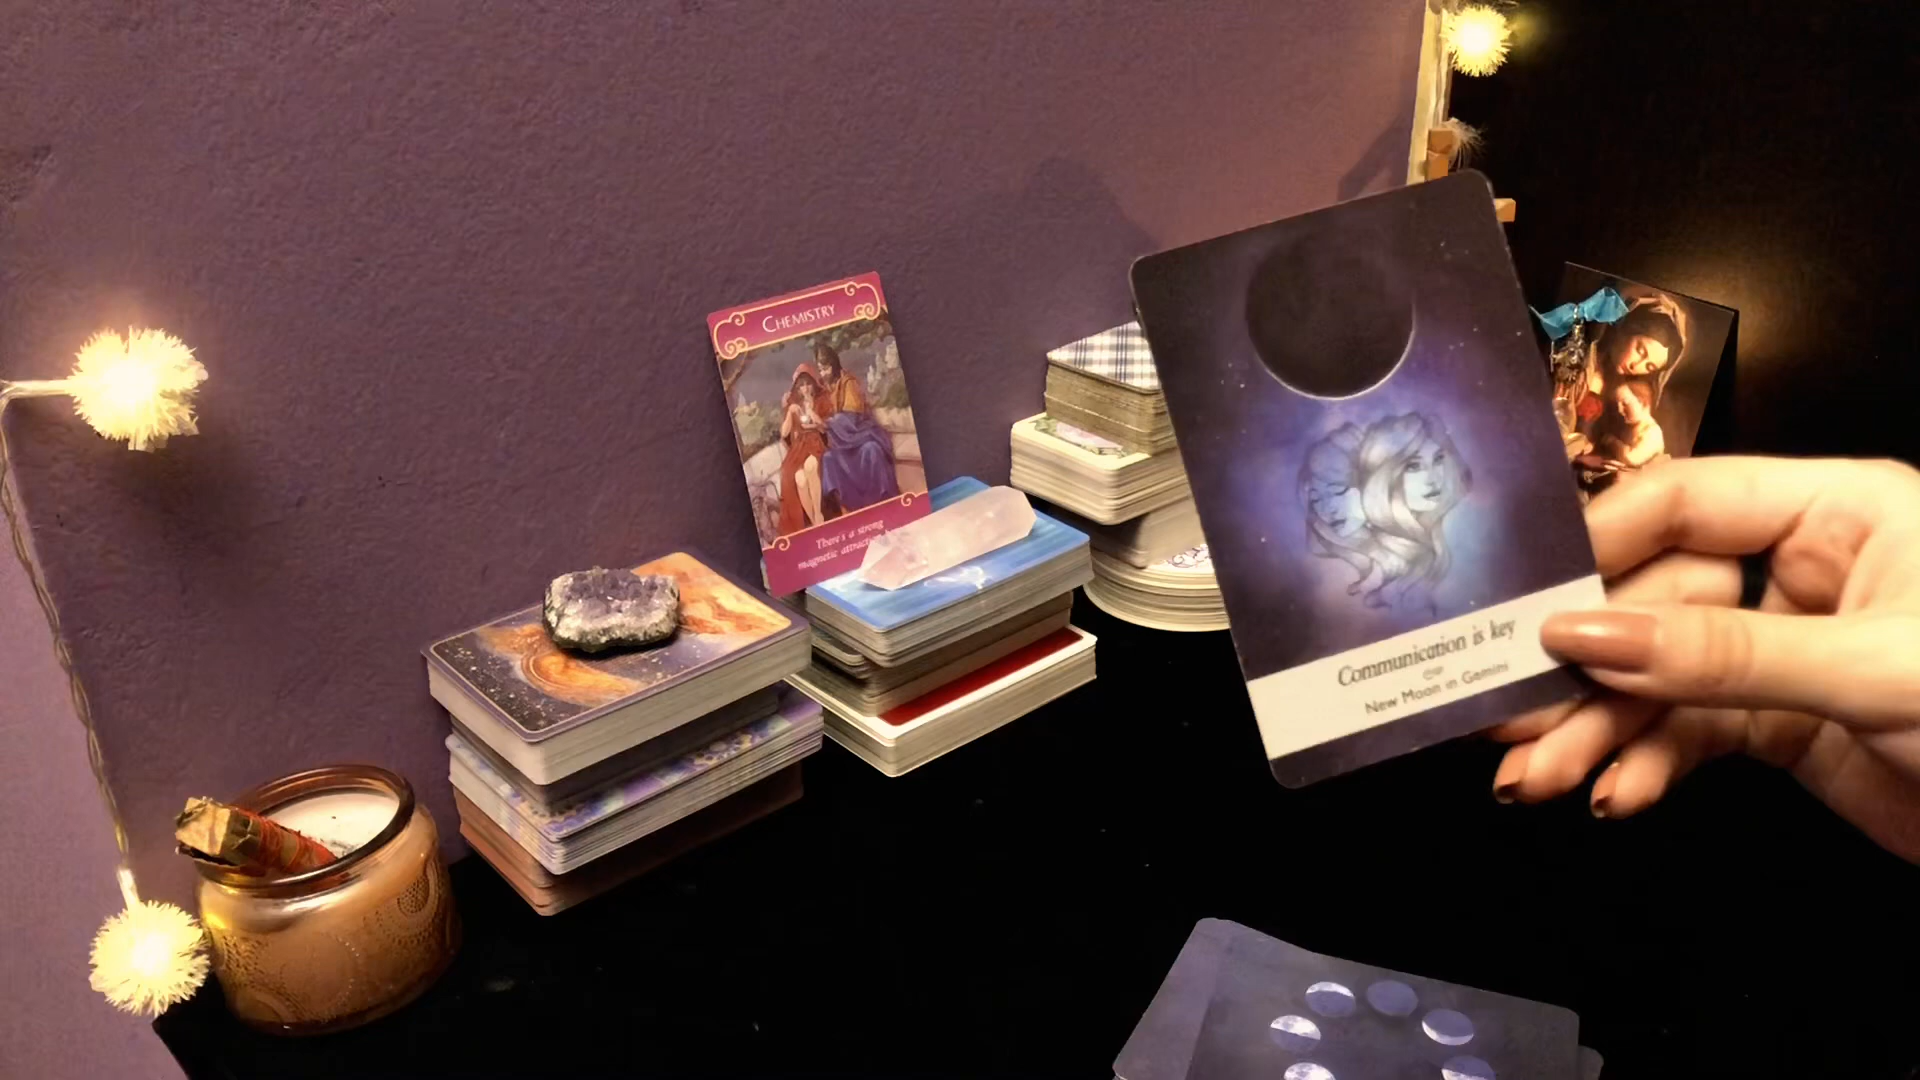 CHEMISTRY
There's a strong
magnetic attraction
Communication is key
New Moon in Gemini